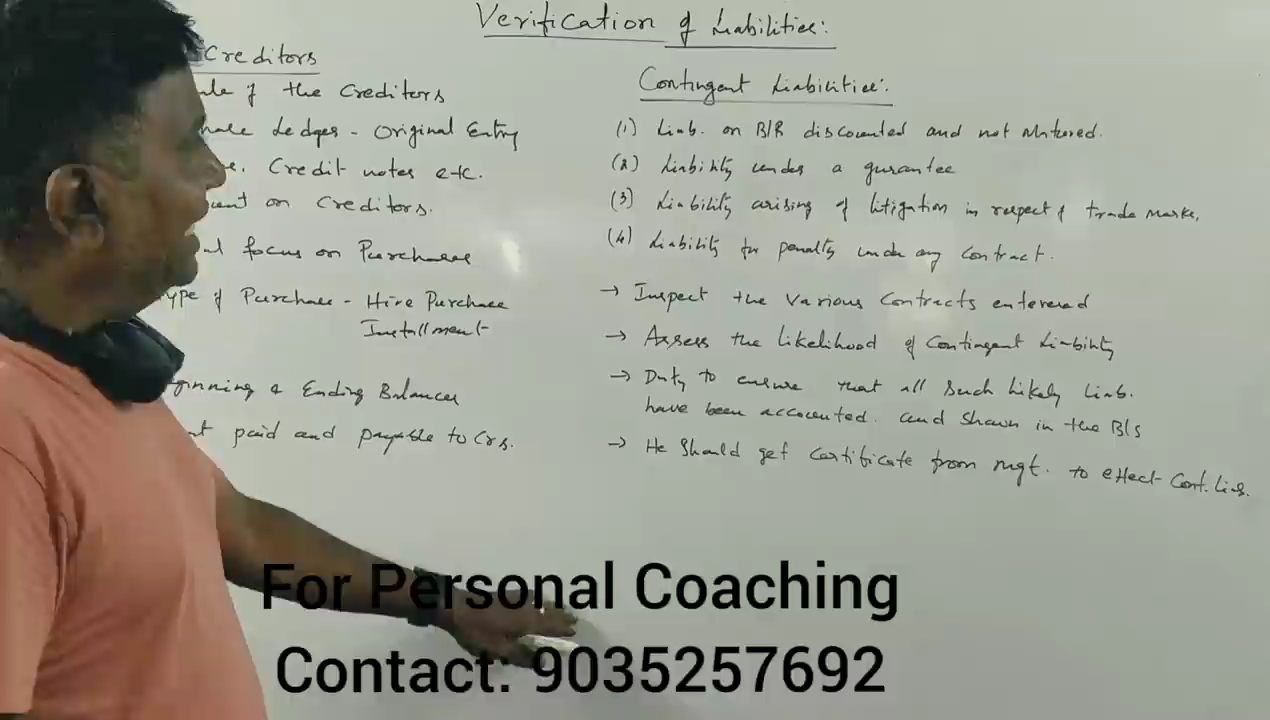 Verification of Liabilities:
Creditors
of the Creditors
Ledger - Original Entry
Credit notes etc.
on Creditors.
focus on Purchases
of Purchase - Hire Purchase
Installment
& Ending Balances
paid and payable to Crs.
Contingent Liabilities:
(1) Liab. on B/R discounted and not Matured.
(2) Liability under a gurantee
(3) Liability arising of litigation in respect of trade marks.
(4) Liability for penalty under any contract.
→ Inspect the various contracts entered
→ Assess the likelihood of contingent Liability
→ Duty to ensure that all such likely Liab.
have been accounted and shown in the B/S
→ He should get certificate from mgt. to effect Cont. Liab.
For Personal Coaching
Contact: 9035257692